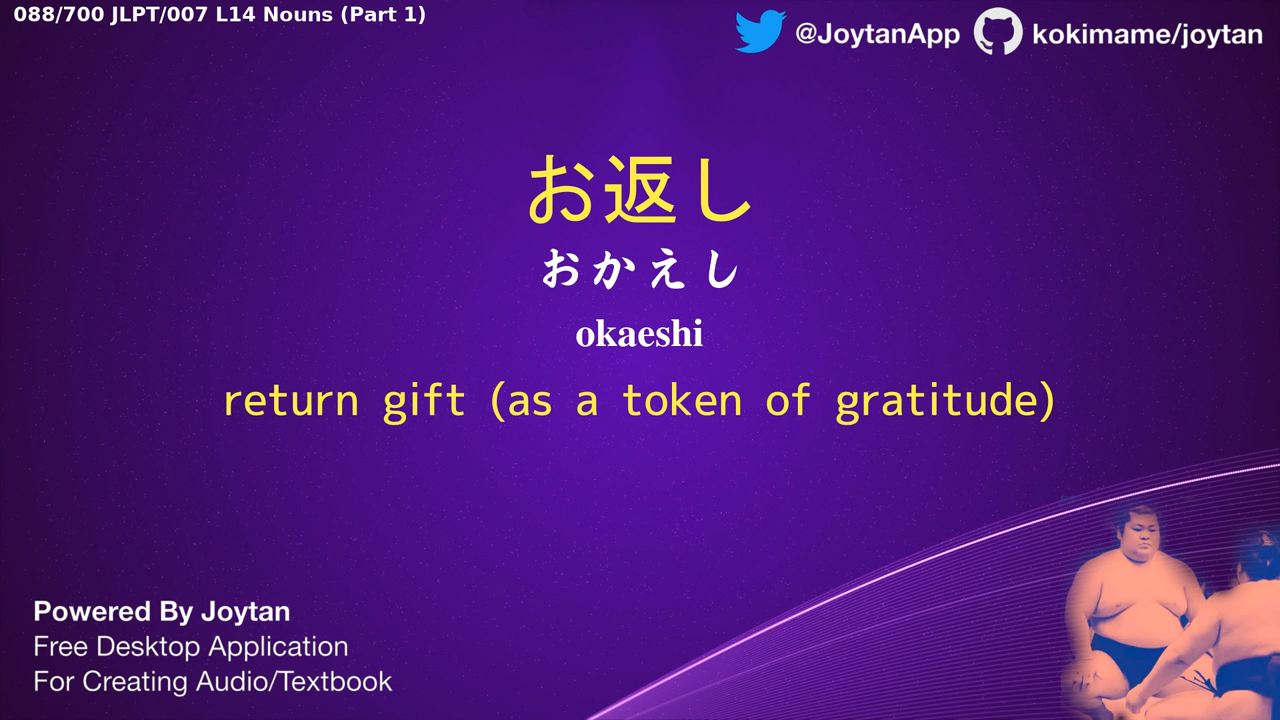 088/700 JLPT/007 L14 Nouns (Part 1)
@JoytanApp kokimame/joytan
お返し
おかえし
okaeshi
return gift (as a token of gratitude)
Powered By Joytan
Free Desktop Application
For Creating Audio/Textbook